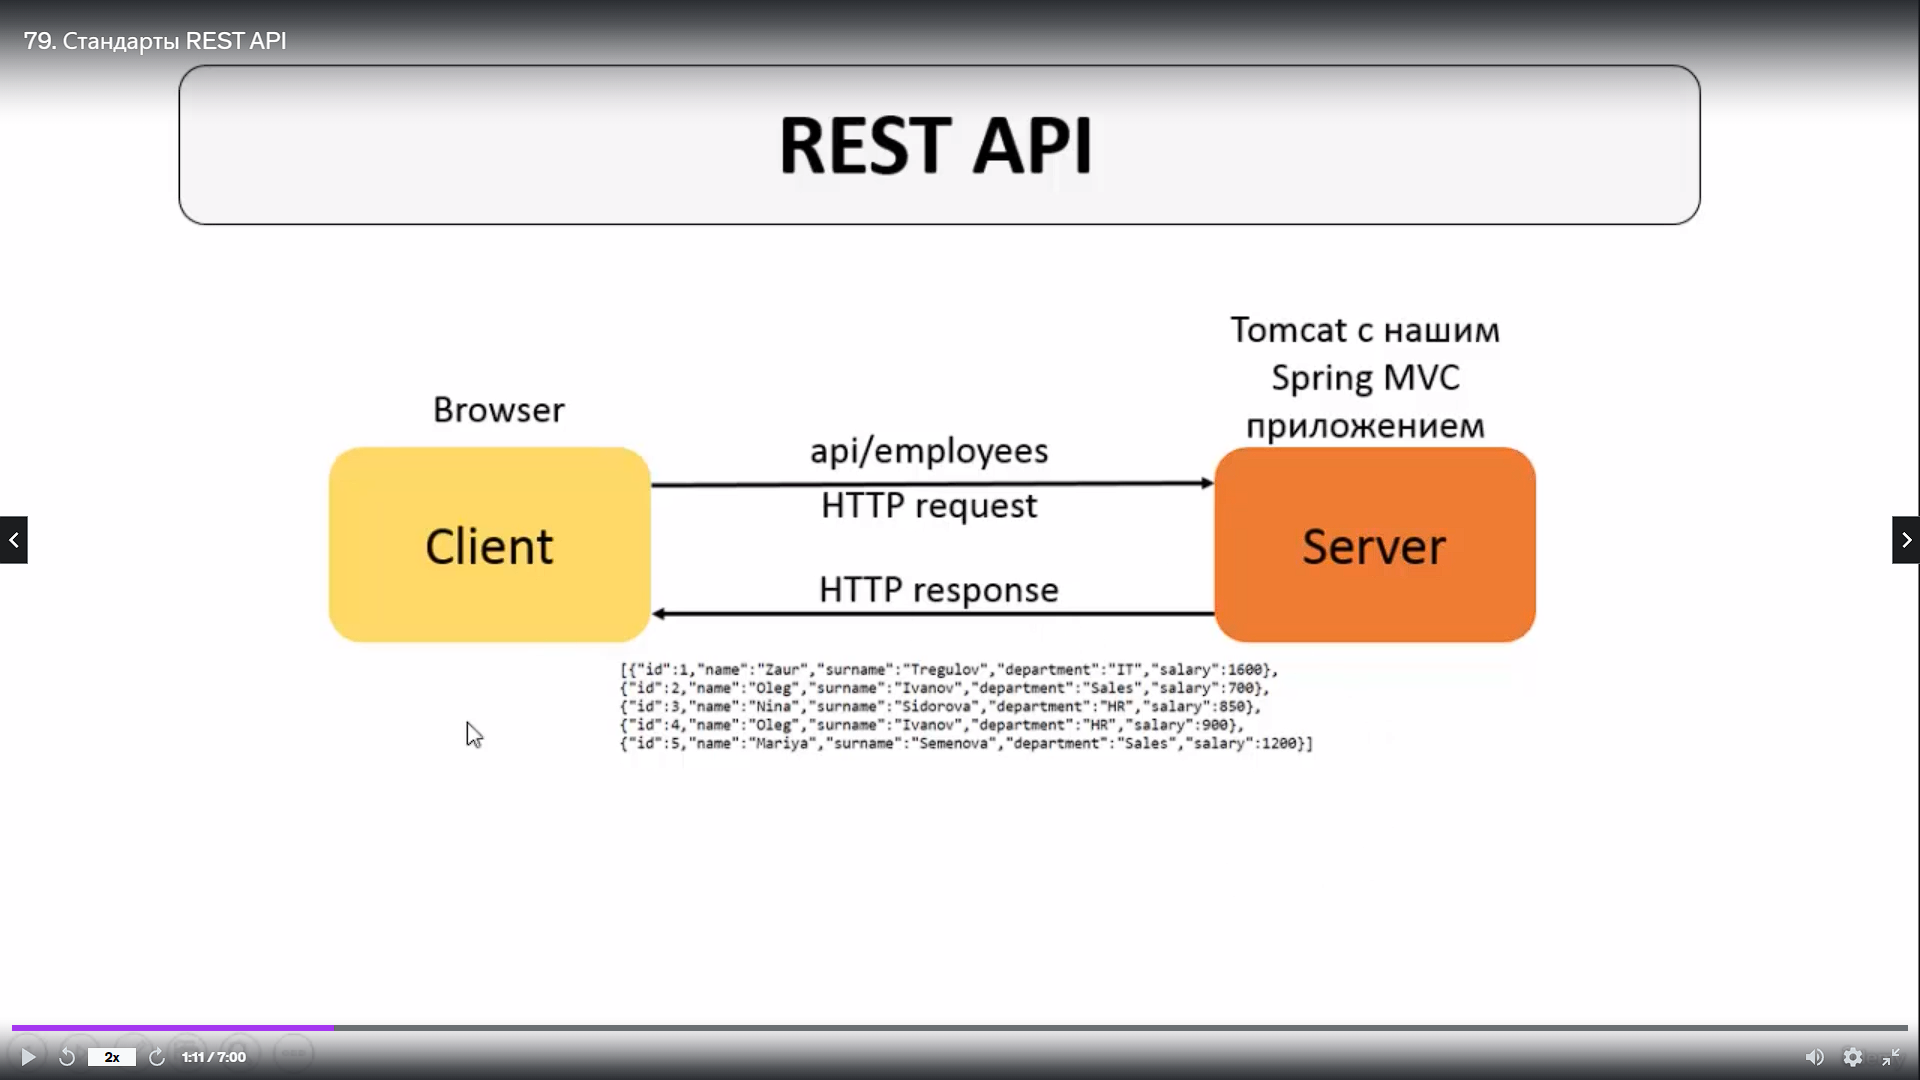 79. Стандарты REST API
REST API
Tomcat с нашим
Spring MVC
приложением
Browser
api/employees
HTTP request
Client
Server
HTTP response
[{"id":1,"name":"Zaur","surname":"Tregulov","department":"IT","salary":1600},
{"id":2,"name":"Oleg","surname":"Ivanov","department":"Sales","salary":700},
{"id":3,"name":"Nina","surname":"Sidorova","department":"HR","salary":850},
{"id":4,"name":"Oleg","surname":"Ivanov","department":"HR","salary":900},
{"id":5,"name":"Mariya","surname":"Semenova","department":"Sales","salary":1200}]
2x
1:11 / 7:00